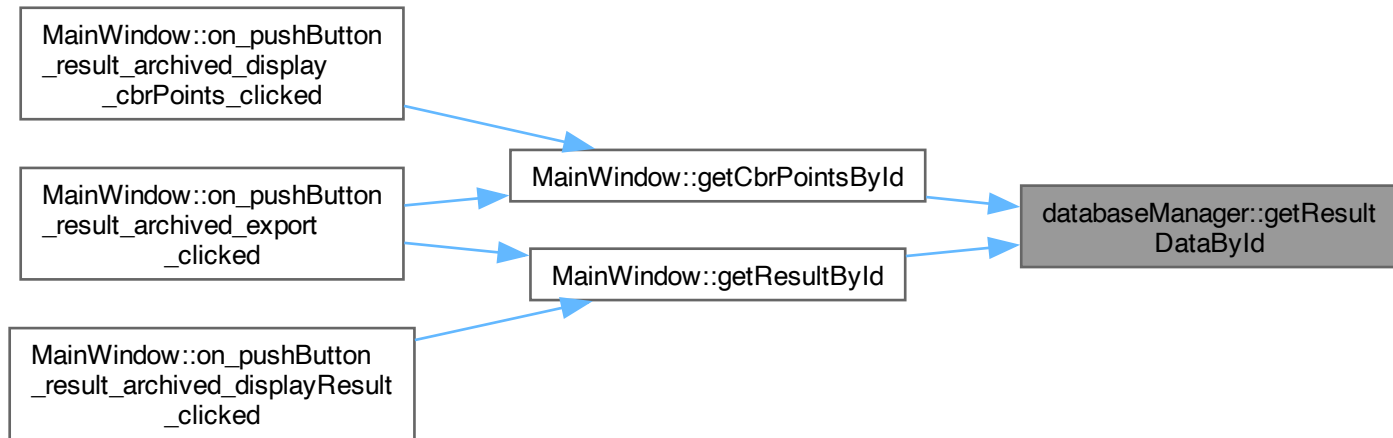 MainWindow::on_pushButton
_result_archived_display
_cbrPoints_clicked
MainWindow::on_pushButton
_result_archived_export
_clicked
MainWindow::on_pushButton
_result_archived_displayResult
_clicked
MainWindow::getCbrPointsById
MainWindow::getResultById
databaseManager::getResult
DataById